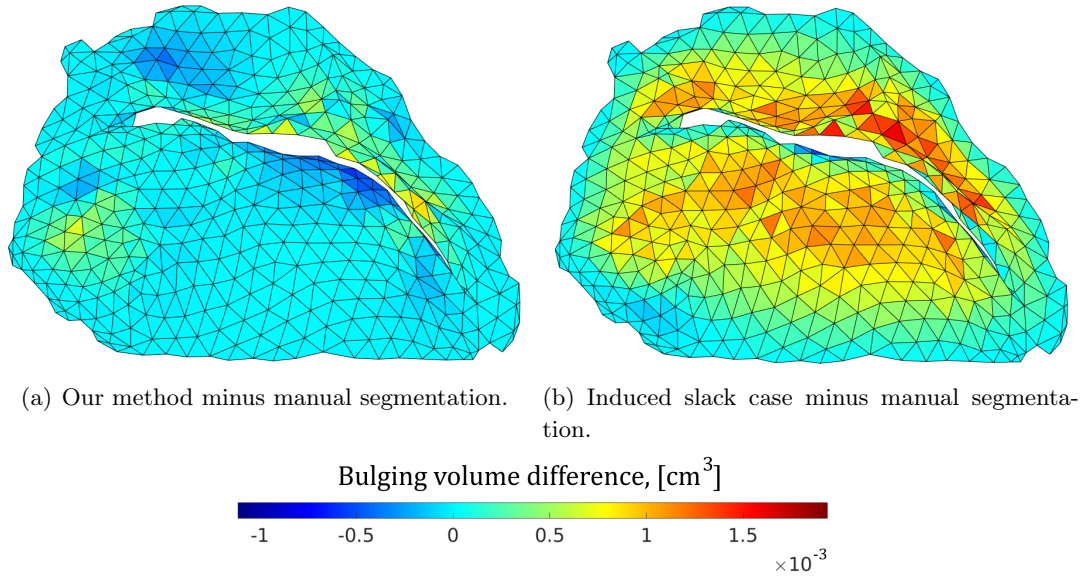 (a) Our method minus manual segmentation.
(b) Induced slack case minus manual segmenta-
tion.
Bulging volume difference, [cm³]
-1 -0.5 0 0.5 1 1.5
×10⁻³